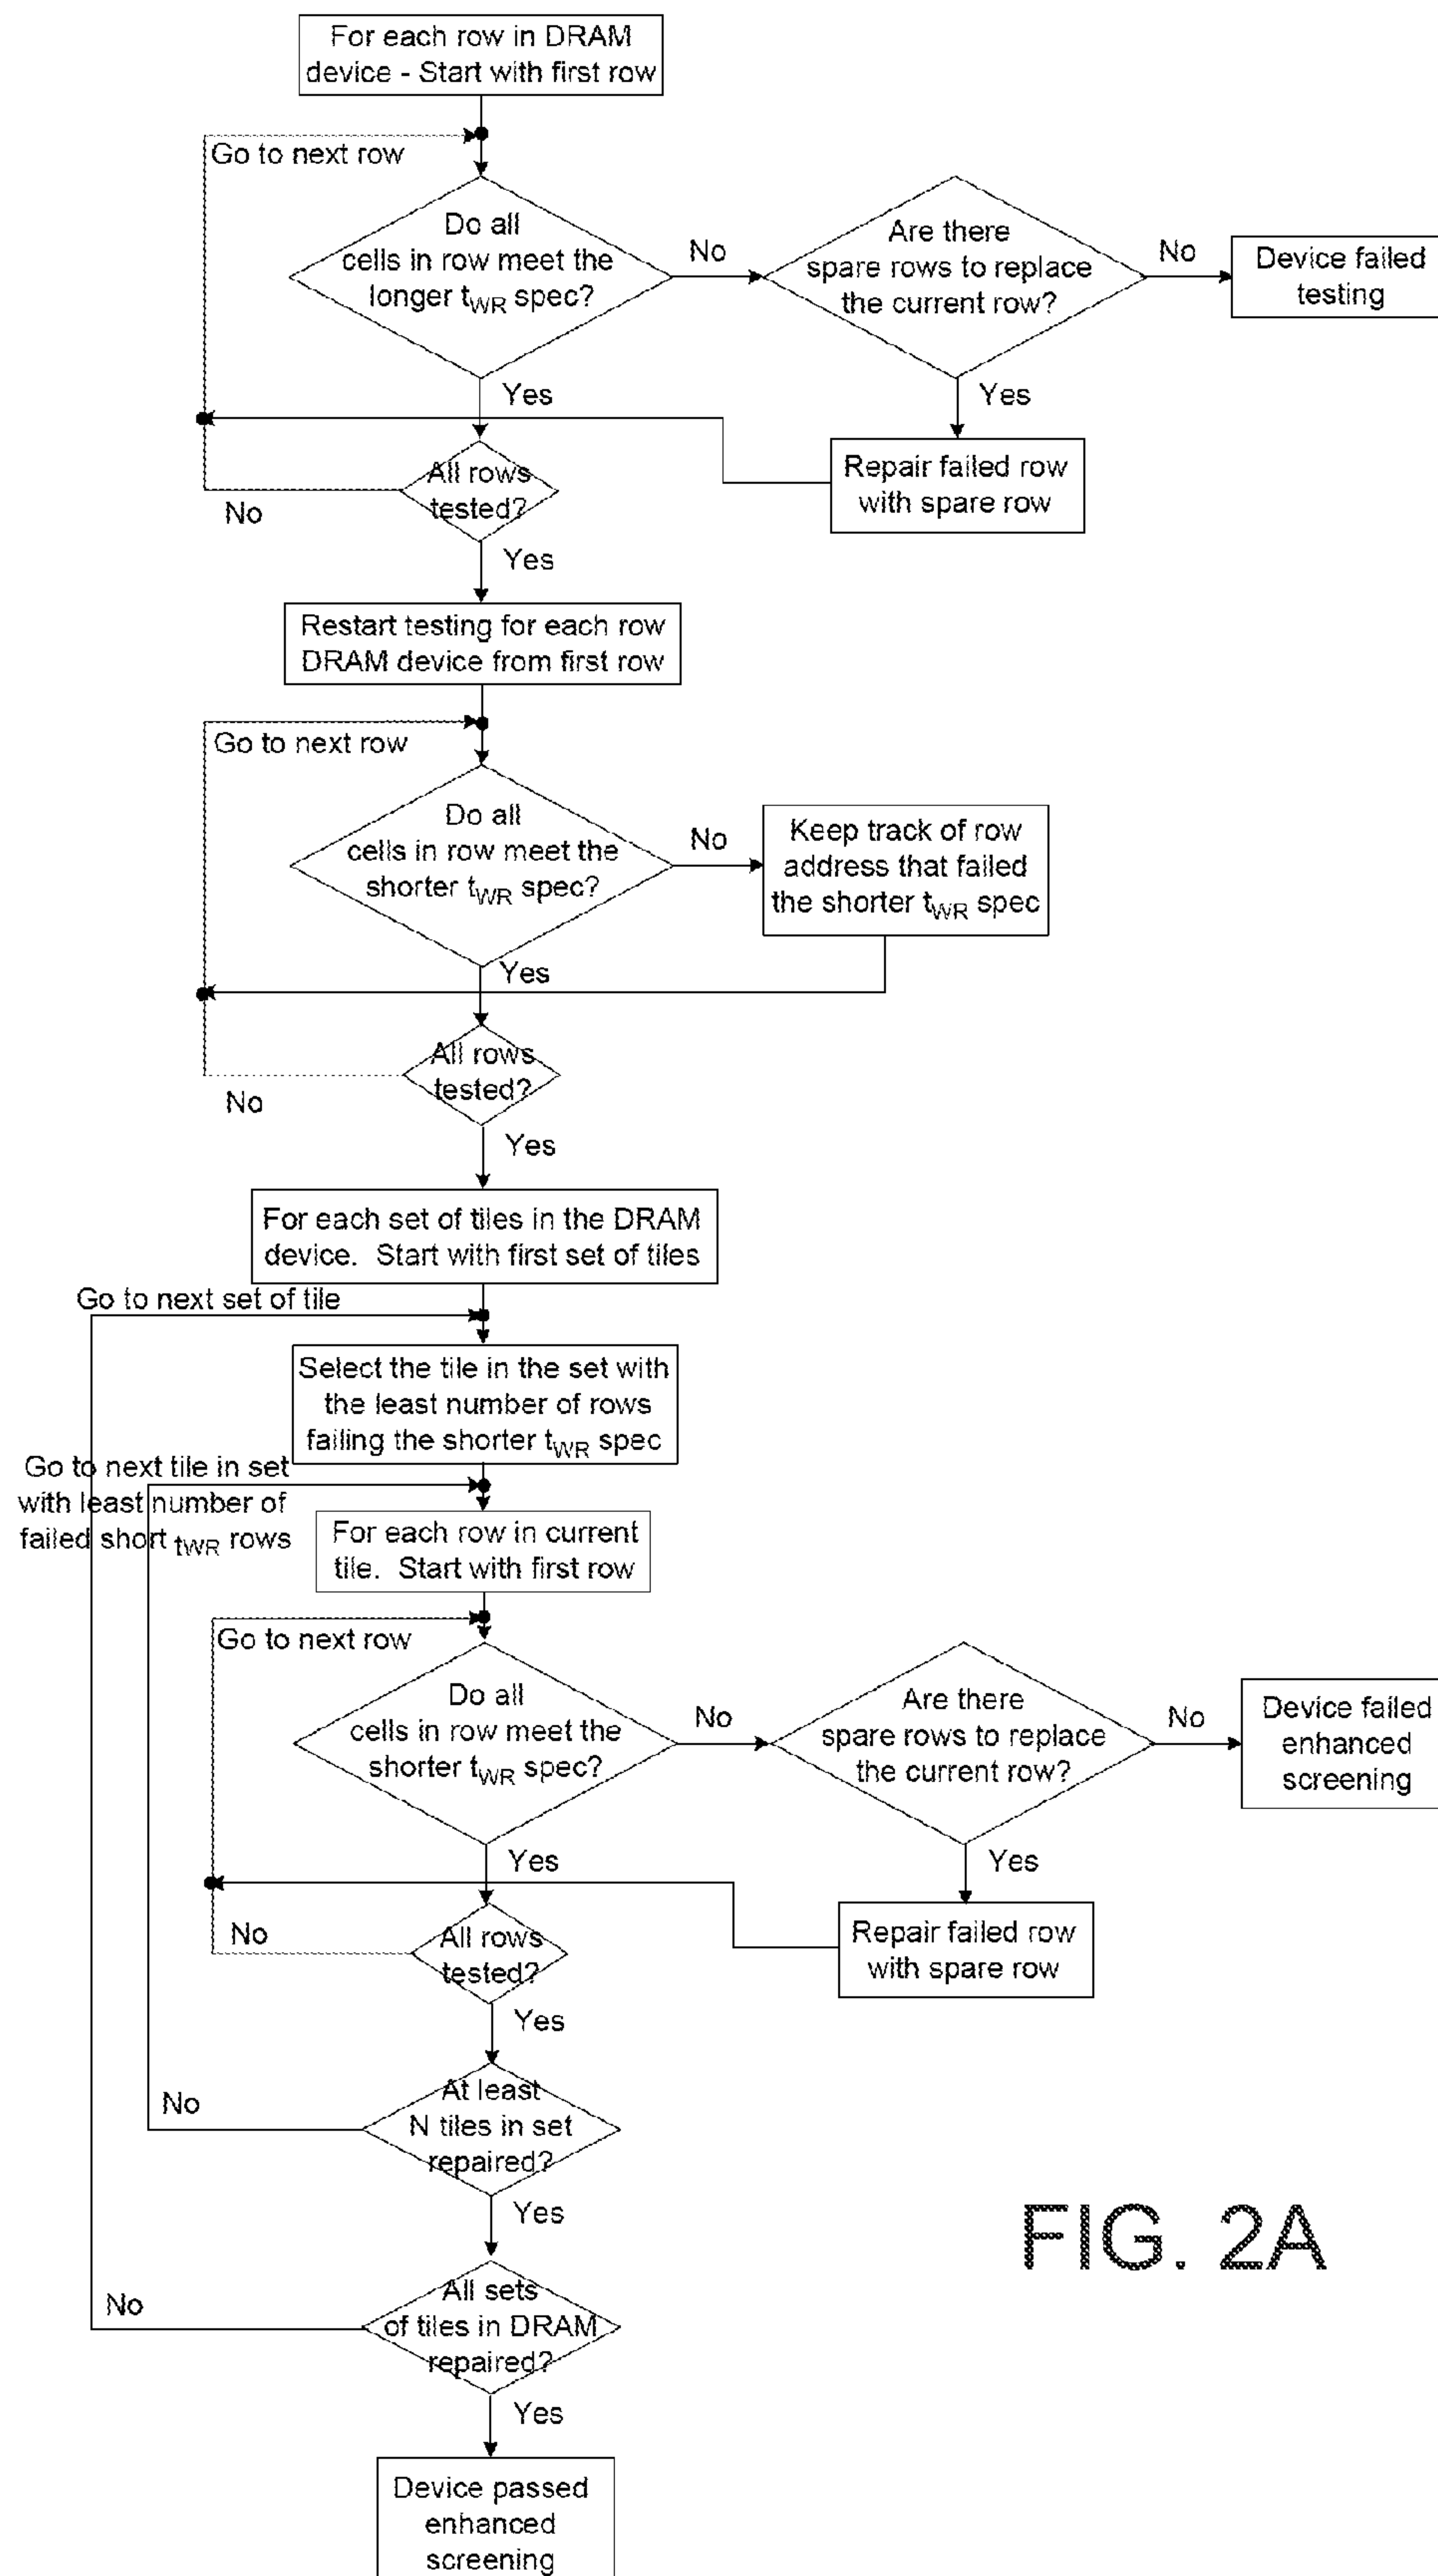 For each row in DRAM
device - Start with first row
Go to next row
Do all
cells in row meet the
longer tWR spec?
No
Are there
spare rows to replace
the current row?
No
Device failed
testing
Yes
Yes
All rows
tested?
No
Repair failed row
with spare row
Yes
Restart testing for each row
DRAM device from first row
Go to next row
Do all
cells in row meet the
shorter tWR spec?
No
Keep track of row
address that failed
the shorter tWR spec
Yes
All rows
tested?
No
Yes
For each set of tiles in the DRAM
device.  Start with first set of tiles
Go to next set of tile
Select the tile in the set with
the least number of rows
failing the shorter tWR spec
Go to next tile in set
with least number of
failed short tWR rows
For each row in current
tile.  Start with first row
Go to next row
Do all
cells in row meet the
shorter tWR spec?
No
Are there
spare rows to replace
the current row?
No
Device failed
enhanced
screening
Yes
Yes
No
All rows
tested?
Repair failed row
with spare row
Yes
At least
N tiles in set
repaired?
No
Yes
All sets
of tiles in DRAM
repaired?
No
Yes
Device passed
enhanced
screening
FIG. 2A